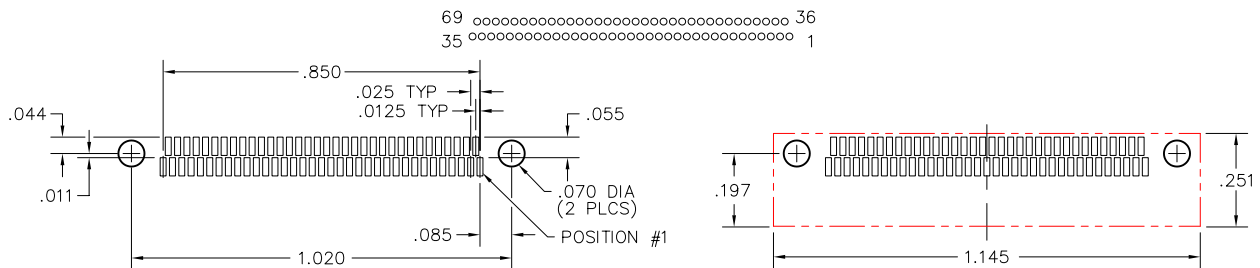 69 36
35 1
.850
.025 TYP
.0125 TYP
.044
.055
.011
.070 DIA
(2 PLCS)
.085
POSITION #1
1.020
.197
.251
1.145